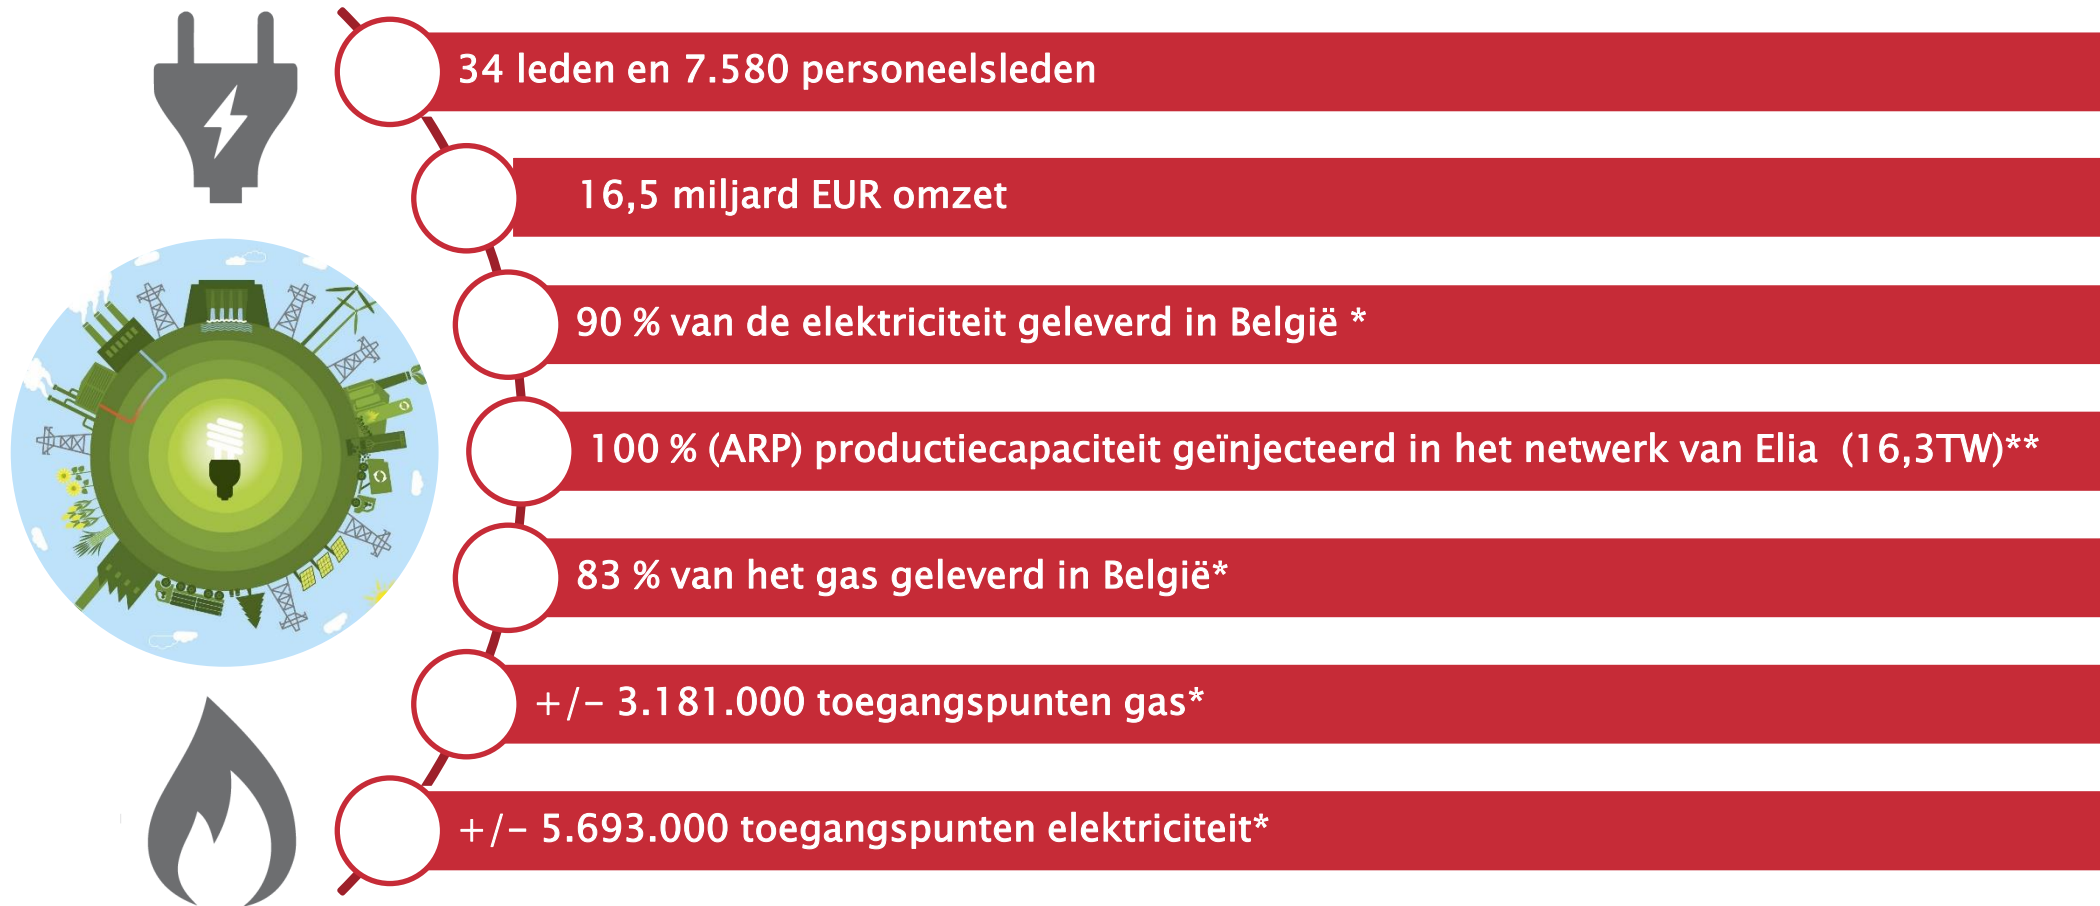 34 leden en 7.580 personeelsleden
16,5 miljard EUR omzet
90 % van de elektriciteit geleverd in België *
100 % (ARP) productiecapaciteit geïnjecteerd in het netwerk van Elia (16,3TW)**
83 % van het gas geleverd in België*
+/- 3.181.000 toegangspunten gas*
+/- 5.693.000 toegangspunten elektriciteit*